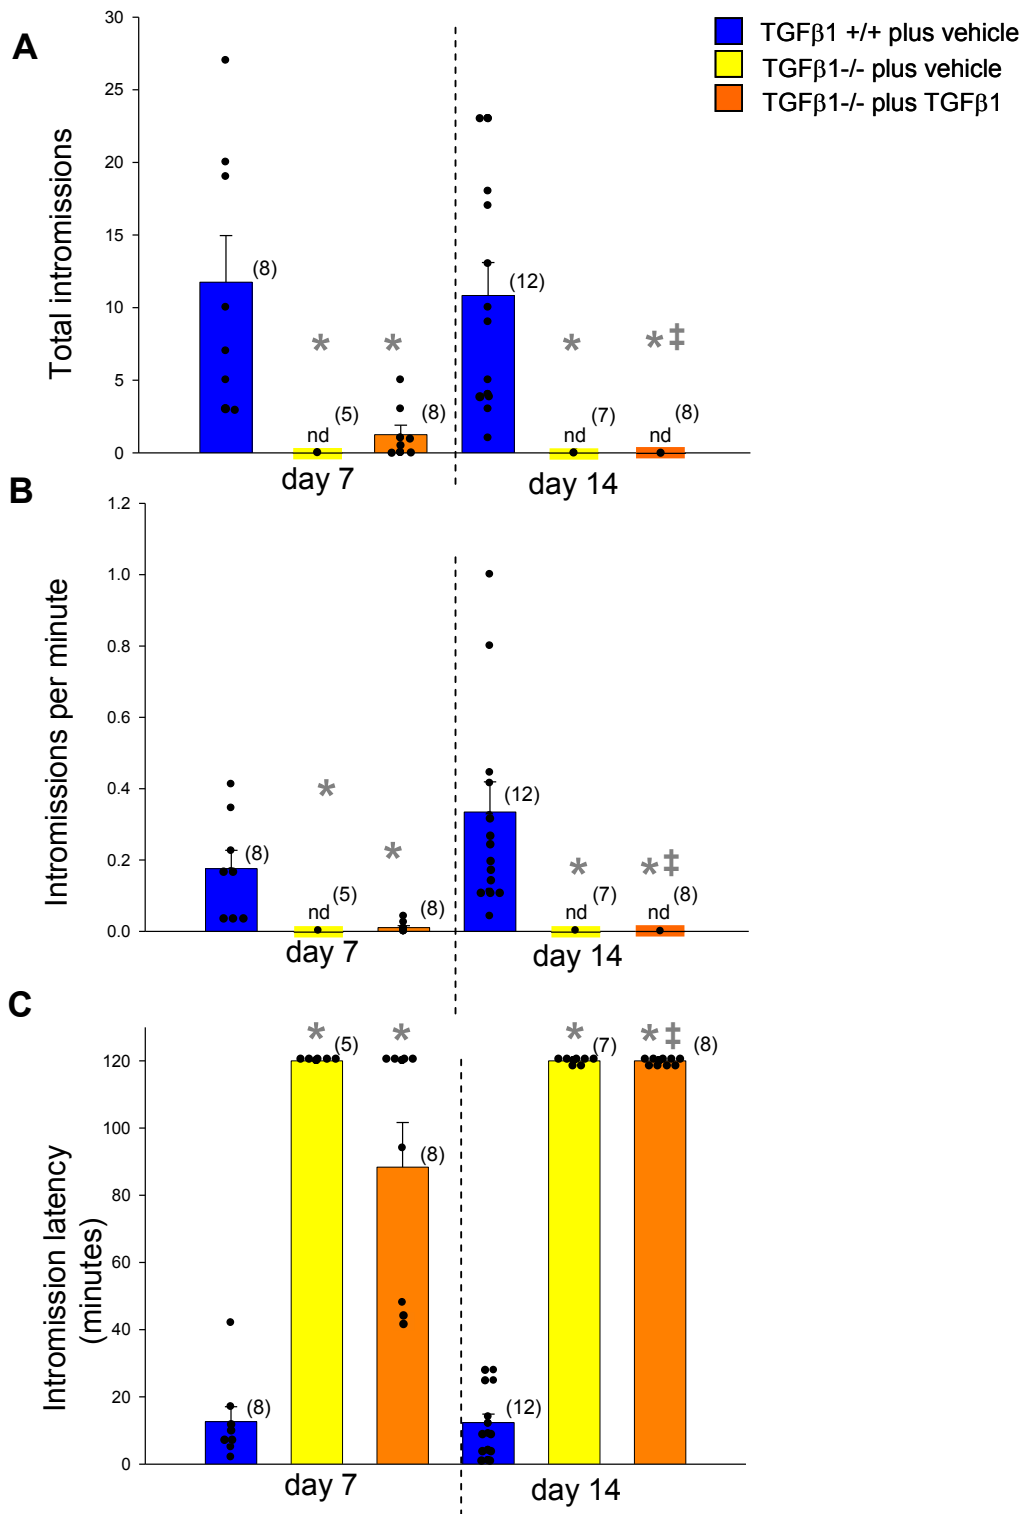 A
TGFβ1 +/+ plus vehicle
TGFβ1-/- plus vehicle
TGFβ1-/- plus TGFβ1
Total intromissions
30
25
20
15
10
5
0
(8)
*
nd
(5)
*
(8)
(12)
*
nd
(7)
*‡
nd
(8)
day 7
day 14
B
Intromissions per minute
1.2
1.0
0.8
0.6
0.4
0.2
0.0
(8)
*
nd
(5)
*
(8)
(12)
*
nd
(7)
*‡
nd
(8)
day 7
day 14
C
Intromission latency
(minutes)
120
100
80
60
40
20
0
(8)
*
(5)
*
(8)
(12)
*
(7)
*‡
(8)
day 7
day 14